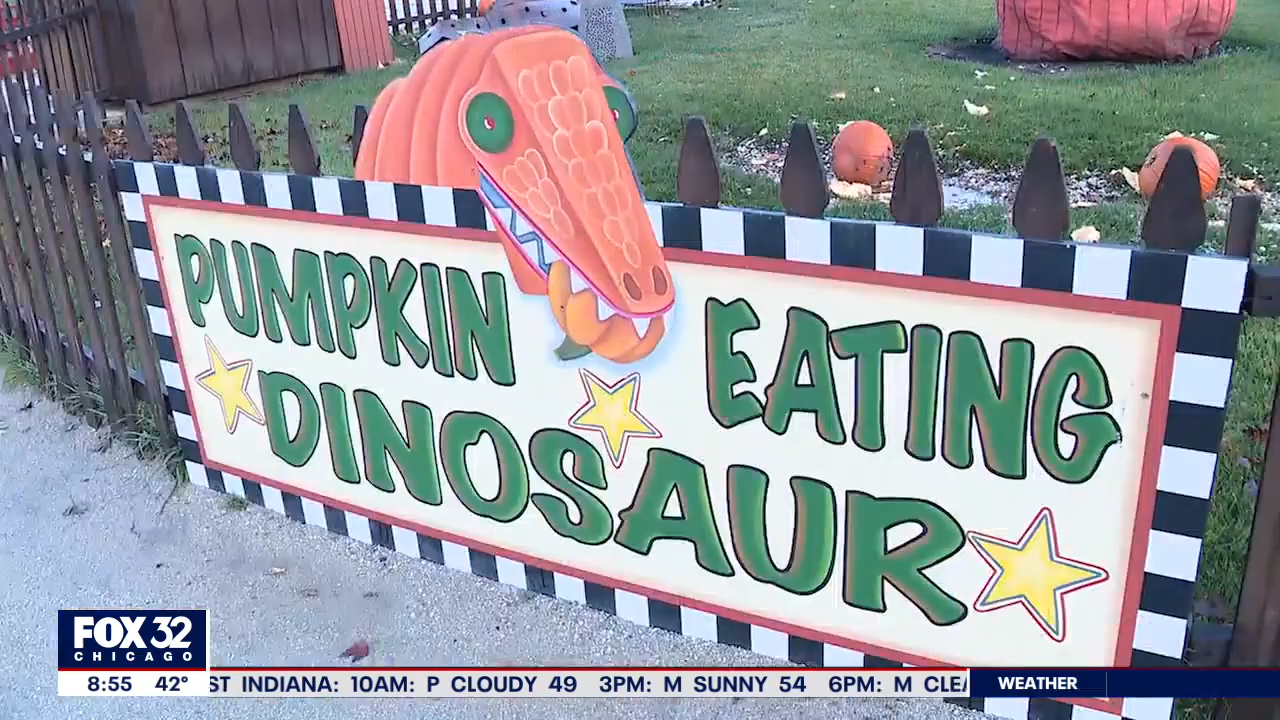 PUMPKIN EATING
DINOSAUR
FOX 32
CHICAGO
8:55 42° ST INDIANA: 10AM: P CLOUDY 49 3PM: M SUNNY 54 6PM: M CLEA WEATHER